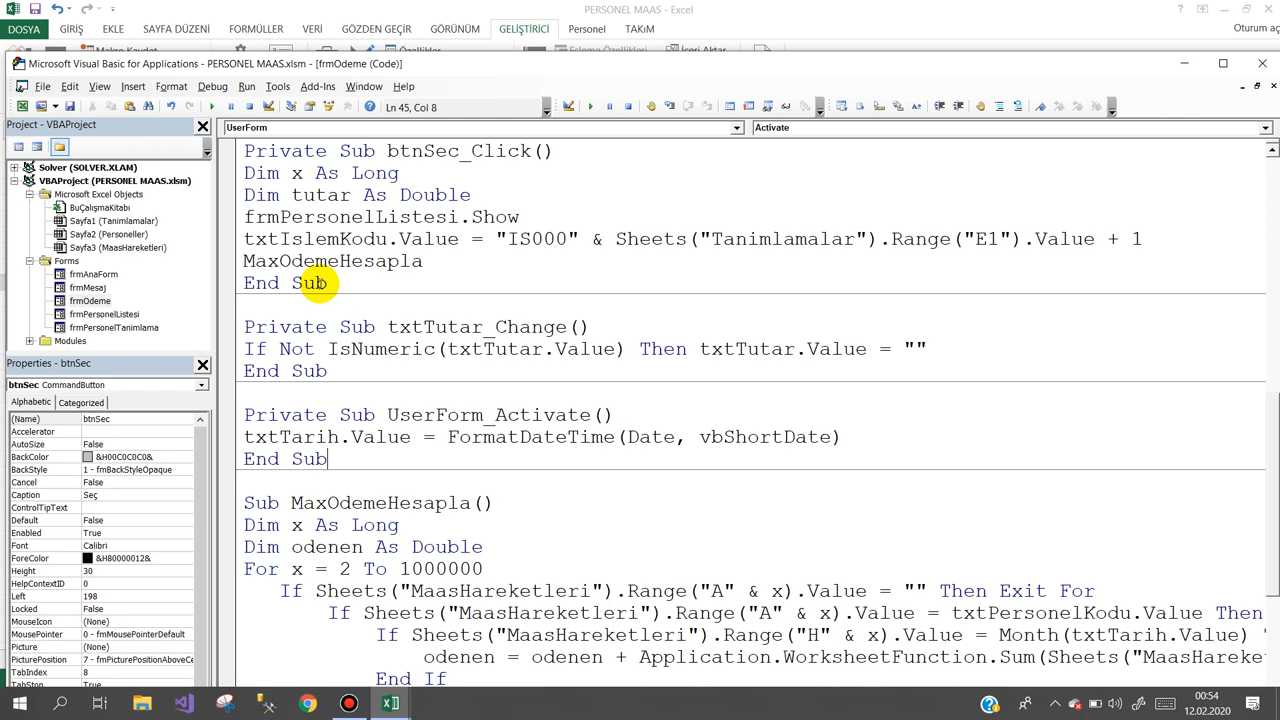 PERSONEL MAAS - Excel
DOSYA GİRİŞ EKLE SAYFA DÜZENİ FORMÜLLER VERİ GÖZDEN GEÇİR GÖRÜNÜM GELİŞTİRİCİ Personel TAKıM Oturum aç
Makro Kaydet Özellikler Eşleme Özellikleri İçeri Aktar
Microsoft Visual Basic for Applications - PERSONEL MAAS.xlsm - [frmOdeme (Code)]
File Edit View Insert Format Debug Run Tools Add-Ins Window Help
Ln 45, Col 8
Project - VBAProject
Solver (SOLVER.XLAM)
VBAProject (PERSONEL MAAS.xlsm)
Microsoft Excel Objects
BuÇalışmaKitabı
Sayfa1 (Tanimlamalar)
Sayfa2 (Personeller)
Sayfa3 (MaasHareketleri)
Forms
frmAnaForm
frmMesaj
frmOdeme
frmPersonelListesi
frmPersonelTanimlama
Modules
Properties - btnSec
btnSec CommandButton
Alphabetic Categorized
(Name) btnSec
Accelerator
AutoSize False
BackColor &H00C0C0C0&
BackStyle 1 - fmBackStyleOpaque
Cancel False
Caption Seç
ControlTipText
Default False
Enabled True
Font Calibri
ForeColor &H80000012&
Height 30
HelpContextID 0
Left 198
Locked False
MouseIcon (None)
MousePointer 0 - fmMousePointerDefault
Picture (None)
PicturePosition 7 - fmPicturePositionAboveCe
TabIndex 8
TabStop True
UserForm Activate
Private Sub btnSec_Click()
Dim x As Long
Dim tutar As Double
frmPersonelListesi.Show
txtIslemKodu.Value = "IS000" & Sheets("Tanimlamalar").Range("E1").Value + 1
MaxOdemeHesapla
End Sub
Private Sub txtTutar_Change()
If Not IsNumeric(txtTutar.Value) Then txtTutar.Value = ""
End Sub
Private Sub UserForm_Activate()
txtTarih.Value = FormatDateTime(Date, vbShortDate)
End Sub
Sub MaxOdemeHesapla()
Dim x As Long
Dim odenen As Double
For x = 2 To 1000000
If Sheets("MaasHareketleri").Range("A" & x).Value = "" Then Exit For
If Sheets("MaasHareketleri").Range("A" & x).Value = txtPersonelKodu.Value Then
If Sheets("MaasHareketleri").Range("H" & x).Value = Month(txtTarih.Value)
odenen = odenen + Application.WorksheetFunction.Sum(Sheets("MaasHareket
End If
00:54
12.02.2020